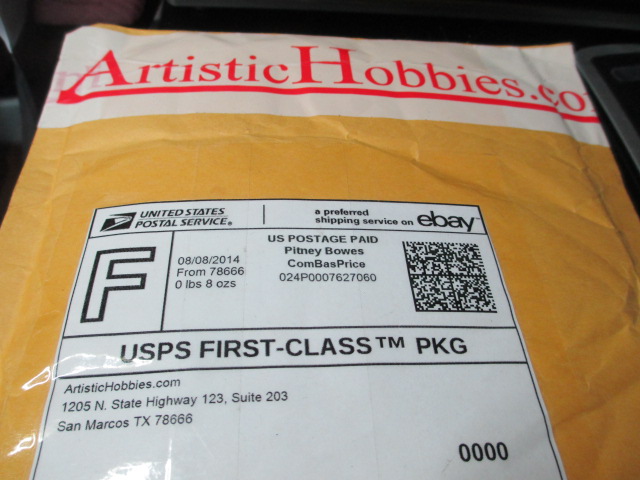 ArtisticHobbies.co
UNITED STATES
POSTAL SERVICE®
a preferred
shipping service on ebay
F
08/08/2014
From 78666
0 lbs 8 ozs
US POSTAGE PAID
Pitney Bowes
ComBasPrice
024P0007627060
USPS FIRST-CLASS™ PKG
ArtisticHobbies.com
1205 N. State Highway 123, Suite 203
San Marcos TX 78666
0000